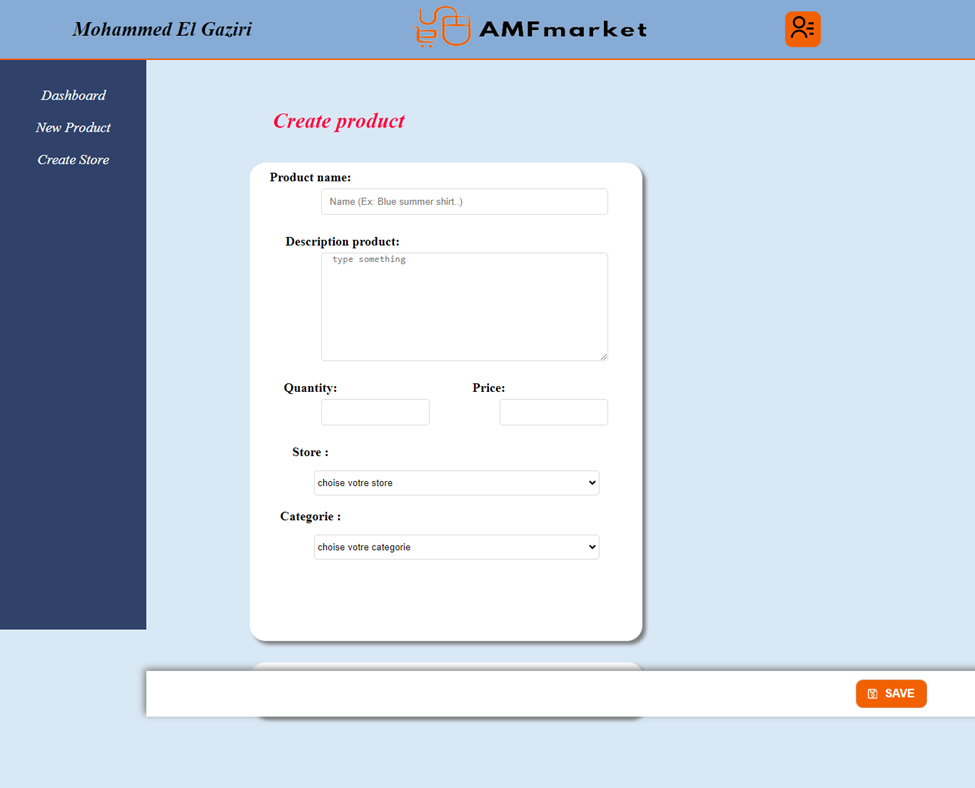 Mohammed El Gaziri
AMFmarket
Dashboard
New Product
Create Store
Create product
Product name:
Name (Ex: Blue summer shirt..)
Description product:
type something
Quantity:
Price:
Store :
choise votre store
Categorie :
choise votre categorie
SAVE